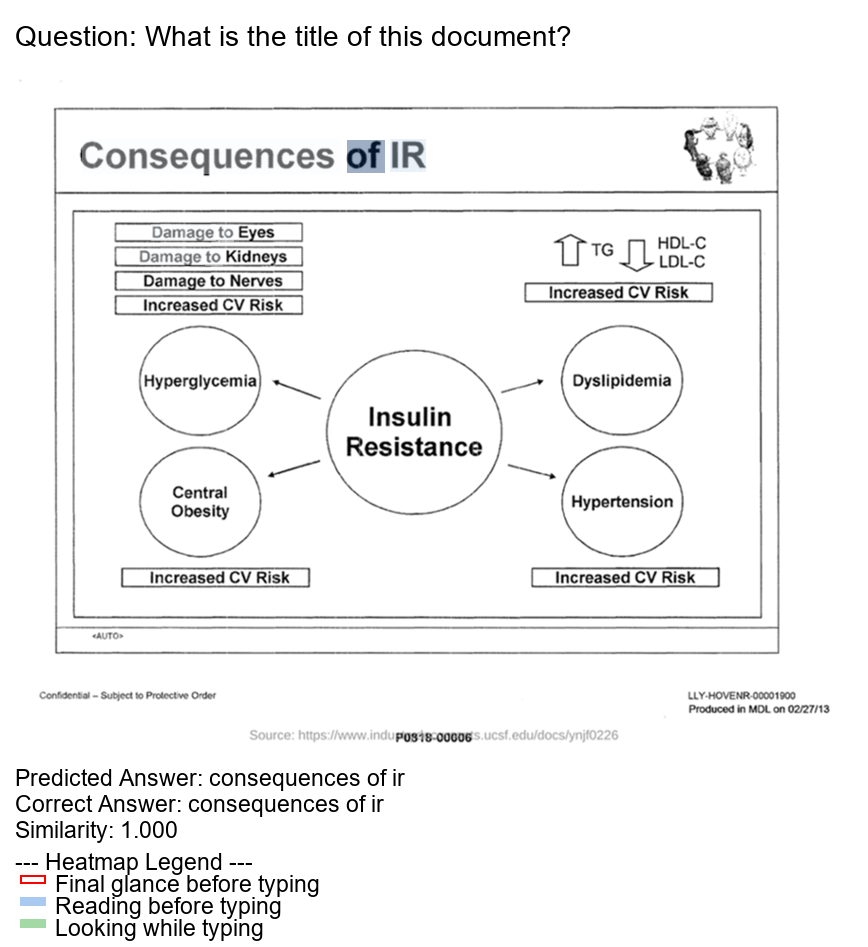 Question: What is the title of this document?
Consequences of IR
Damage to Eyes
Damage to Kidneys
Damage to Nerves
Increased CV Risk
TG
HDL-C
LDL-C
Increased CV Risk
Hyperglycemia
Dyslipidemia
Insulin
Resistance
Central
Obesity
Hypertension
Increased CV Risk
Increased CV Risk
<AUTO>
Confidential – Subject to Protective Order
LLY-HOVENR-00001900
Produced in MDL on 02/27/13
P0318-00006
Source: https://www.indu s.ucsf.edu/docs/ynjf0226
Predicted Answer: consequences of ir
Correct Answer: consequences of ir
Similarity: 1.000
--- Heatmap Legend ---
Final glance before typing
Reading before typing
Looking while typing